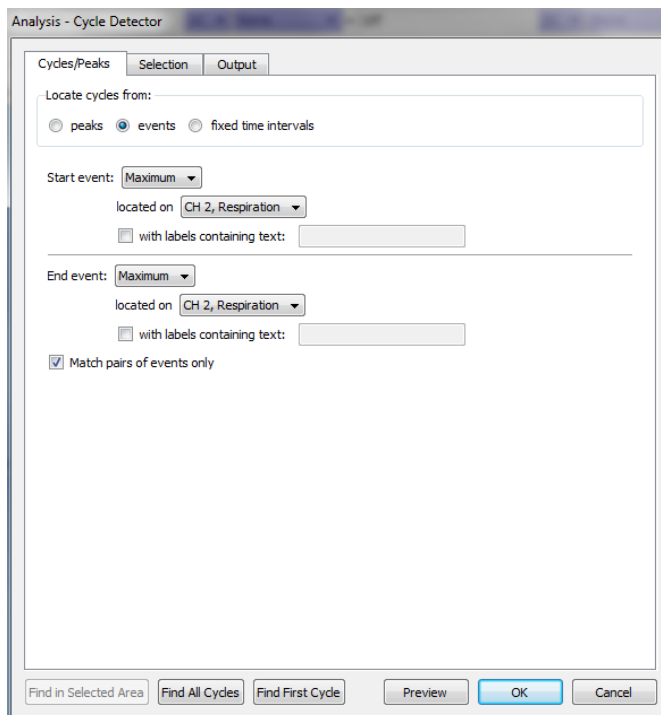 Analysis - Cycle Detector
Cycles/Peaks Selection Output
Locate cycles from:
peaks events fixed time intervals
Start event: Maximum
located on CH 2, Respiration
with labels containing text:
End event: Maximum
located on CH 2, Respiration
with labels containing text:
Match pairs of events only
Find in Selected Area Find All Cycles Find First Cycle Preview OK Cancel